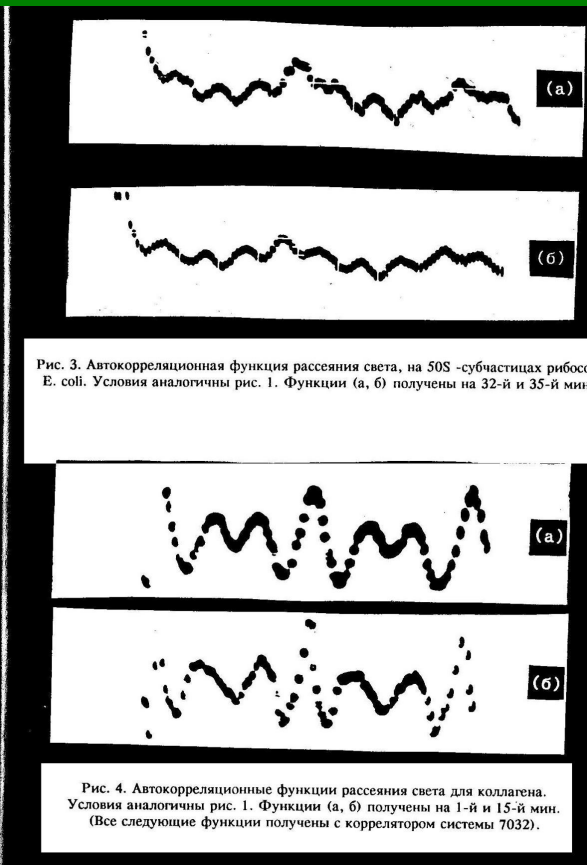 (а)
(б)
Рис. 3. Автокорреляционная функция рассеяния света, на 50S -субчастицах рибосо
E. coli. Условия аналогичны рис. 1. Функции (а, б) получены на 32-й и 35-й мин
(а)
(б)
Рис. 4. Автокорреляционные функции рассеяния света для коллагена.
Условия аналогичны рис. 1. Функции (а, б) получены на 1-й и 15-й мин.
(Все следующие функции получены с коррелятором системы 7032).